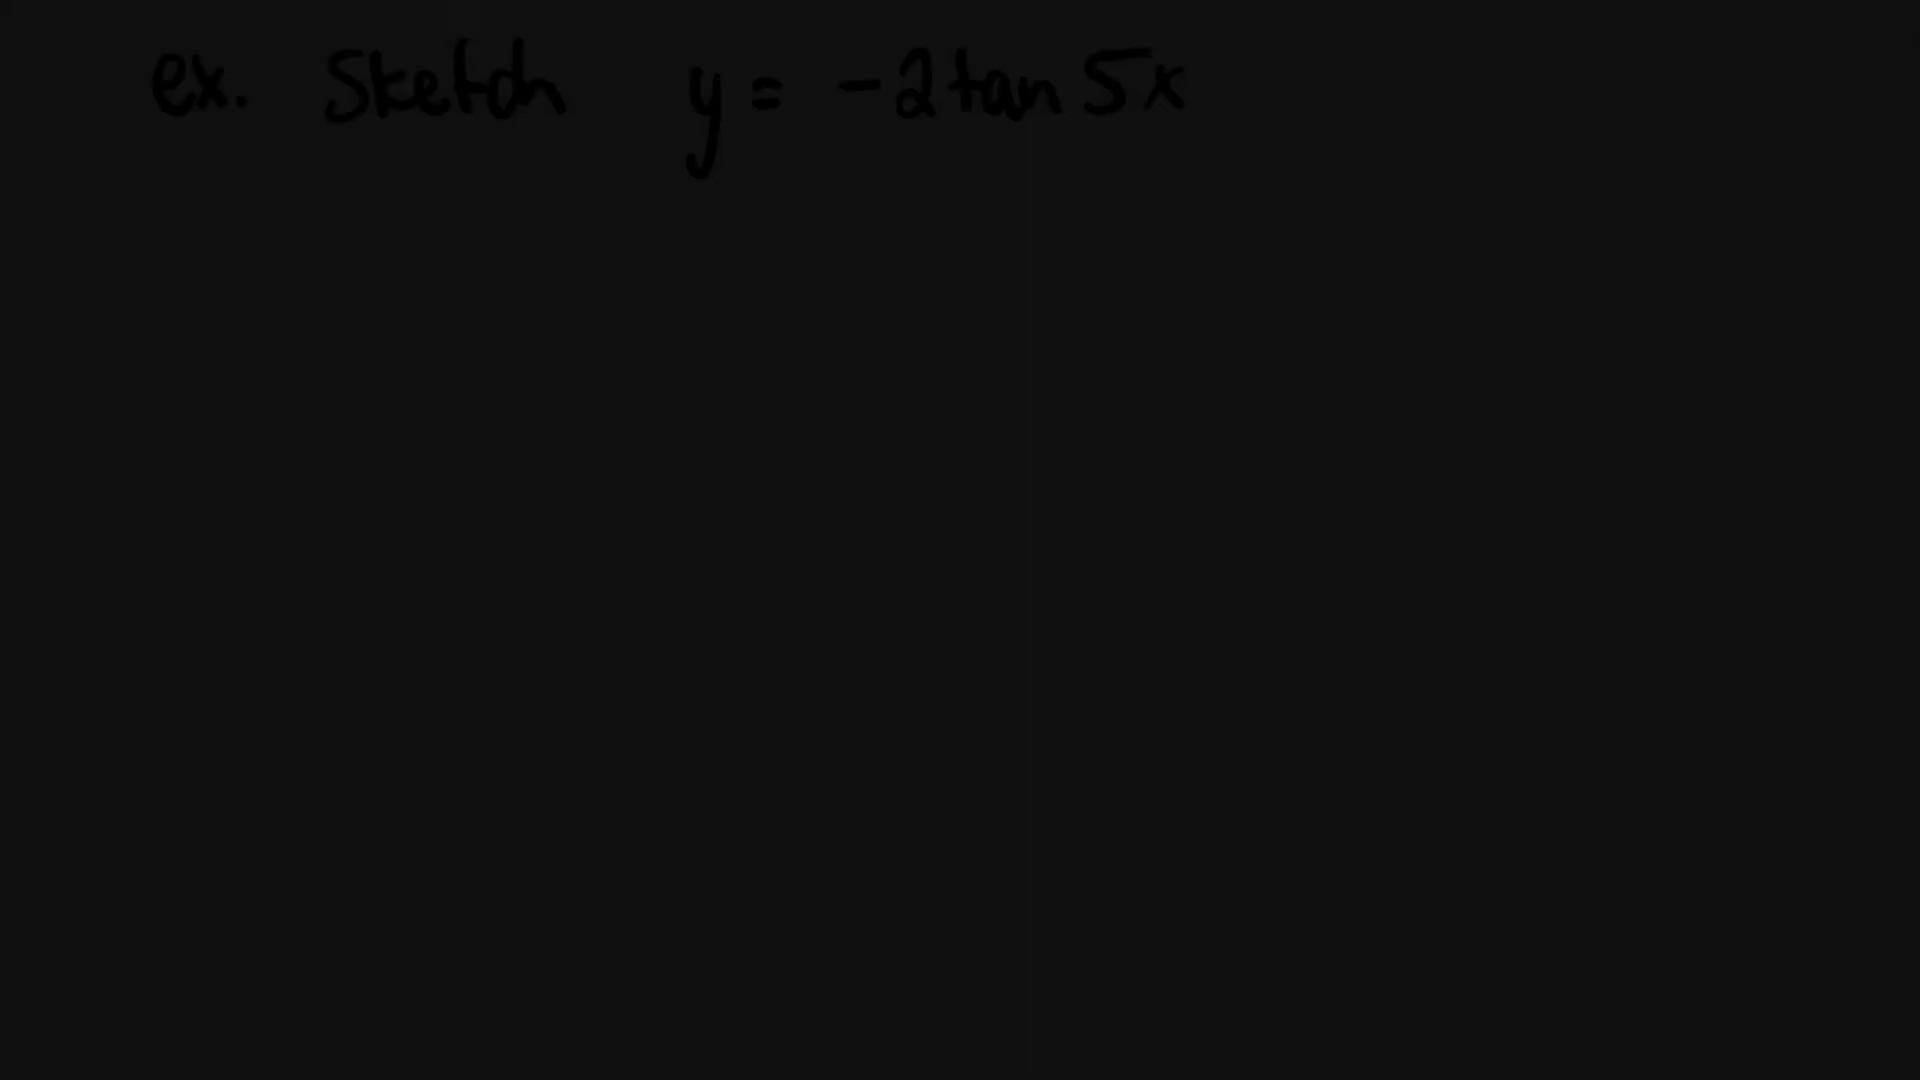 ex. Sketch y = -2tan 5x